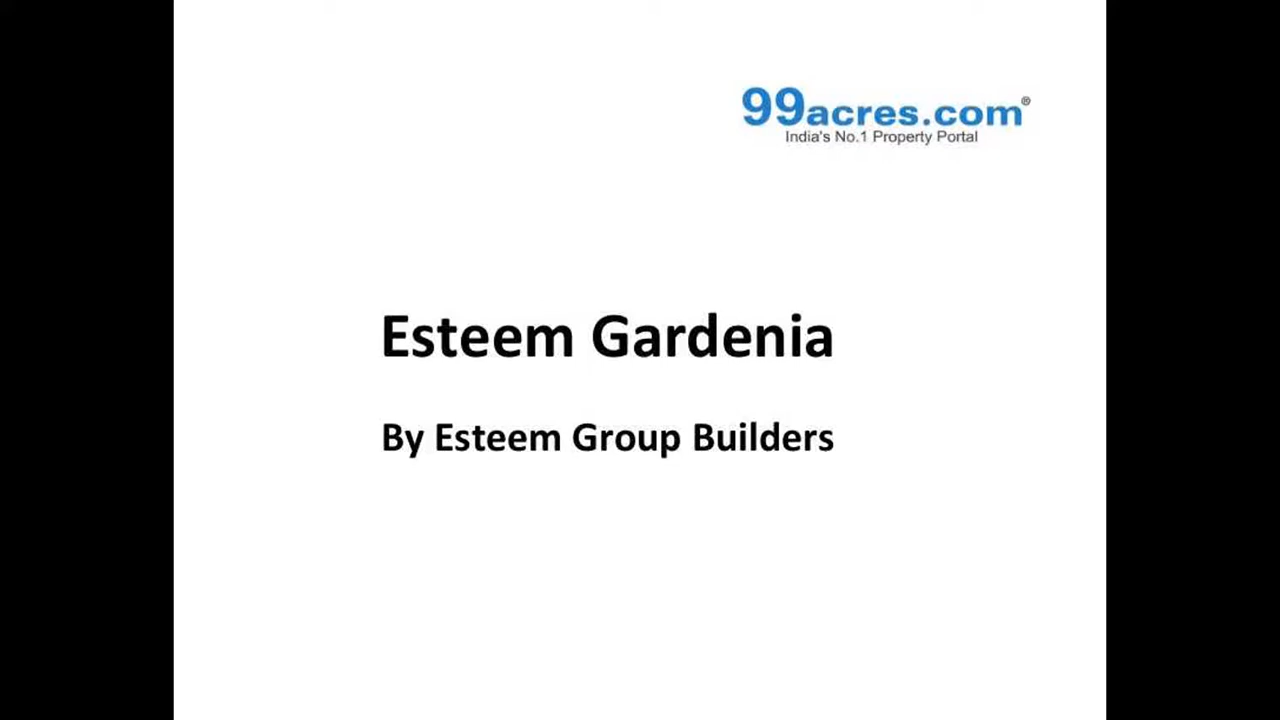 99acres.com®
India's No.1 Property Portal
Esteem Gardenia
By Esteem Group Builders